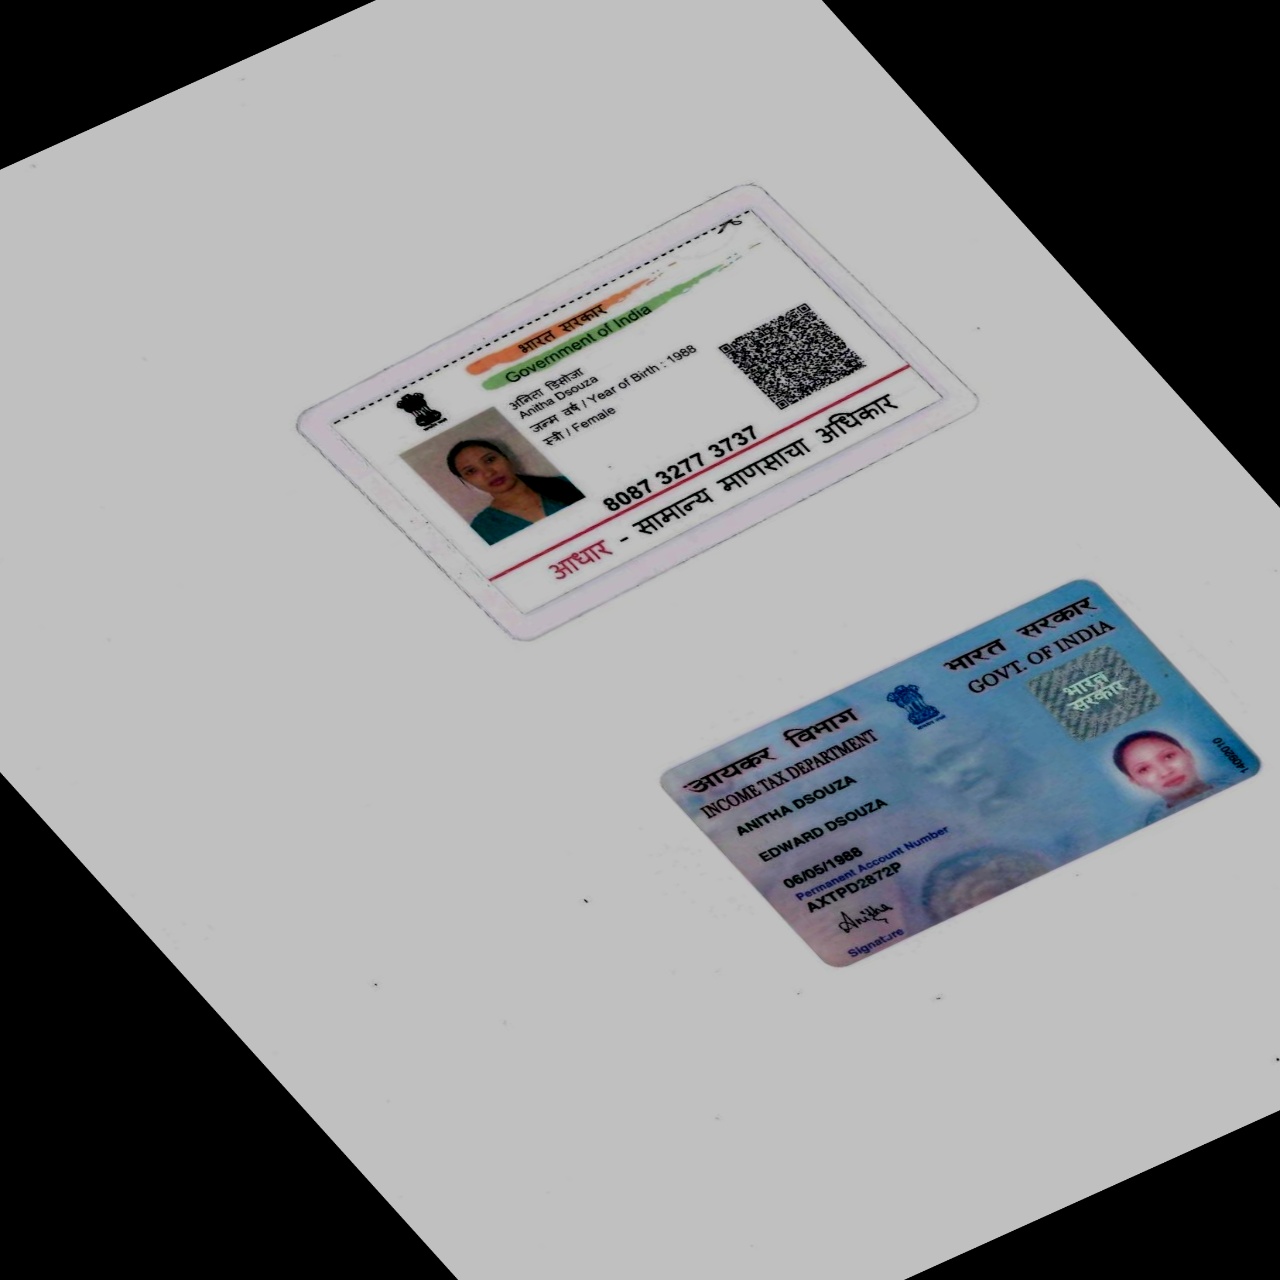 भारत सरकार
Government of India
अनिता डिसोजा
Anitha Dsouza
जन्म वर्ष / Year of Birth : 1988
स्त्री / Female
8087 3277 3737
आधार - सामान्य माणसाचा अधिकार
आयकर विभाग
INCOME TAX DEPARTMENT
भारत सरकार
GOVT. OF INDIA
भारत
सरकार
ANITHA DSOUZA
EDWARD DSOUZA
06/05/1988
Permanent Account Number
AXTPD2872P
Anitha
Signature